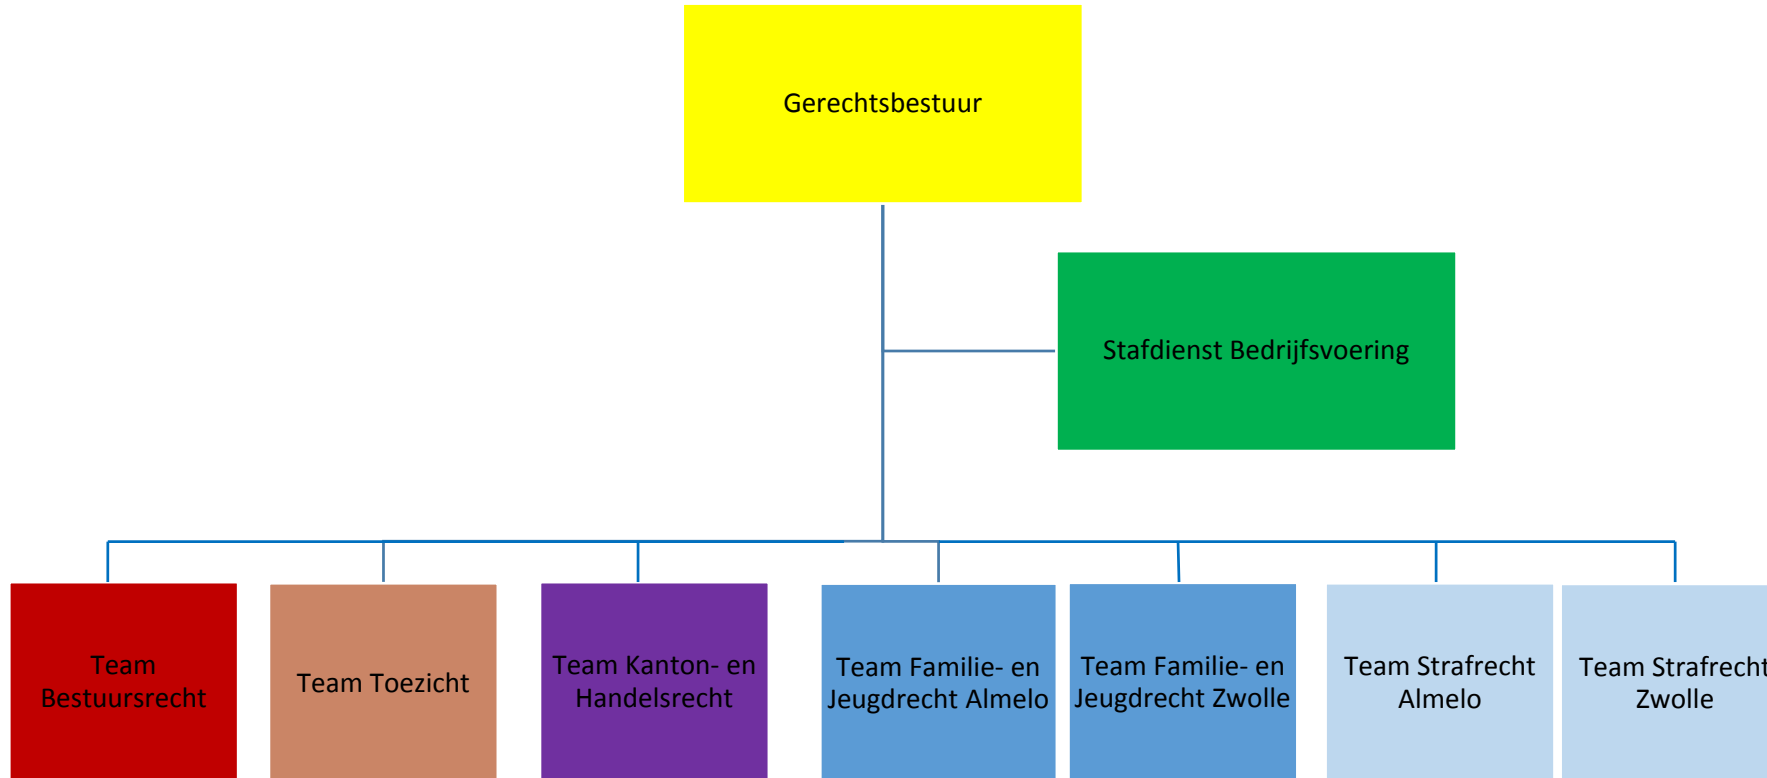 Gerechtsbestuur
Stafdienst Bedrijfsvoering
Team
Bestuursrecht
Team Toezicht
Team Kanton- en
Handelsrecht
Team Familie- en
Jeugdrecht Almelo
Team Familie- en
Jeugdrecht Zwolle
Team Strafrecht
Almelo
Team Strafrecht
Zwolle